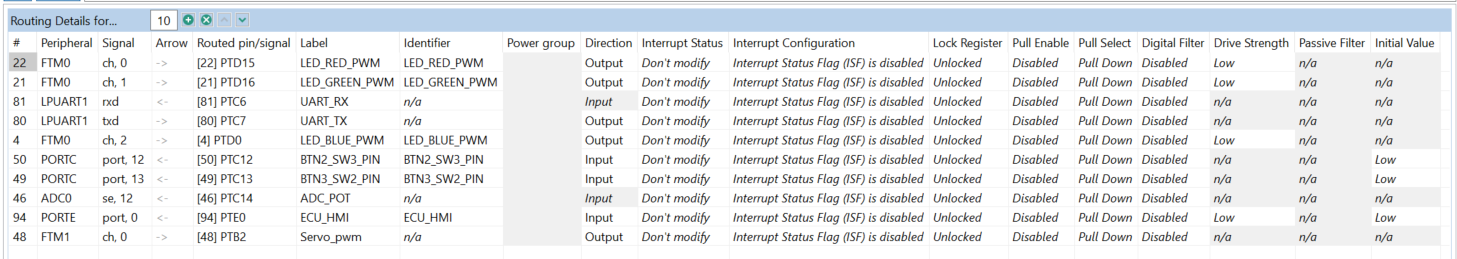 Routing Details for... 10
# Peripheral Signal Arrow Routed pin/signal Label Identifier Power group Direction Interrupt Status Interrupt Configuration Lock Register Pull Enable Pull Select Digital Filter Drive Strength Passive Filter Initial Value
22 FTM0 ch, 0 -> [22] PTD15 LED_RED_PWM LED_RED_PWM Output Don't modify Interrupt Status Flag (ISF) is disabled Unlocked Disabled Pull Down Disabled Low n/a n/a
21 FTM0 ch, 1 -> [21] PTD16 LED_GREEN_PWM LED_GREEN_PWM Output Don't modify Interrupt Status Flag (ISF) is disabled Unlocked Disabled Pull Down Disabled Low n/a n/a
81 LPUART1 rxd <- [81] PTC6 UART_RX n/a Input Don't modify Interrupt Status Flag (ISF) is disabled Unlocked Disabled Pull Down Disabled n/a n/a n/a
80 LPUART1 txd -> [80] PTC7 UART_TX n/a Output Don't modify Interrupt Status Flag (ISF) is disabled Unlocked Disabled Pull Down Disabled n/a n/a n/a
4 FTM0 ch, 2 -> [4] PTD0 LED_BLUE_PWM LED_BLUE_PWM Output Don't modify Interrupt Status Flag (ISF) is disabled Unlocked Disabled Pull Down Disabled Low n/a n/a
50 PORTC port, 12 <- [50] PTC12 BTN2_SW3_PIN BTN2_SW3_PIN Input Don't modify Interrupt Status Flag (ISF) is disabled Unlocked Disabled Pull Down Disabled n/a n/a Low
49 PORTC port, 13 <- [49] PTC13 BTN3_SW2_PIN BTN3_SW2_PIN Input Don't modify Interrupt Status Flag (ISF) is disabled Unlocked Disabled Pull Down Disabled n/a n/a Low
46 ADC0 se, 12 <- [46] PTC14 ADC_POT n/a Input Don't modify Interrupt Status Flag (ISF) is disabled Unlocked Disabled Pull Down Disabled n/a n/a n/a
94 PORTE port, 0 <- [94] PTE0 ECU_HMI ECU_HMI Input Don't modify Interrupt Status Flag (ISF) is disabled Unlocked Disabled Pull Down Disabled Low n/a Low
48 FTM1 ch, 0 -> [48] PTB2 Servo_pwm n/a Output Don't modify Interrupt Status Flag (ISF) is disabled Unlocked Disabled Pull Down Disabled n/a n/a n/a